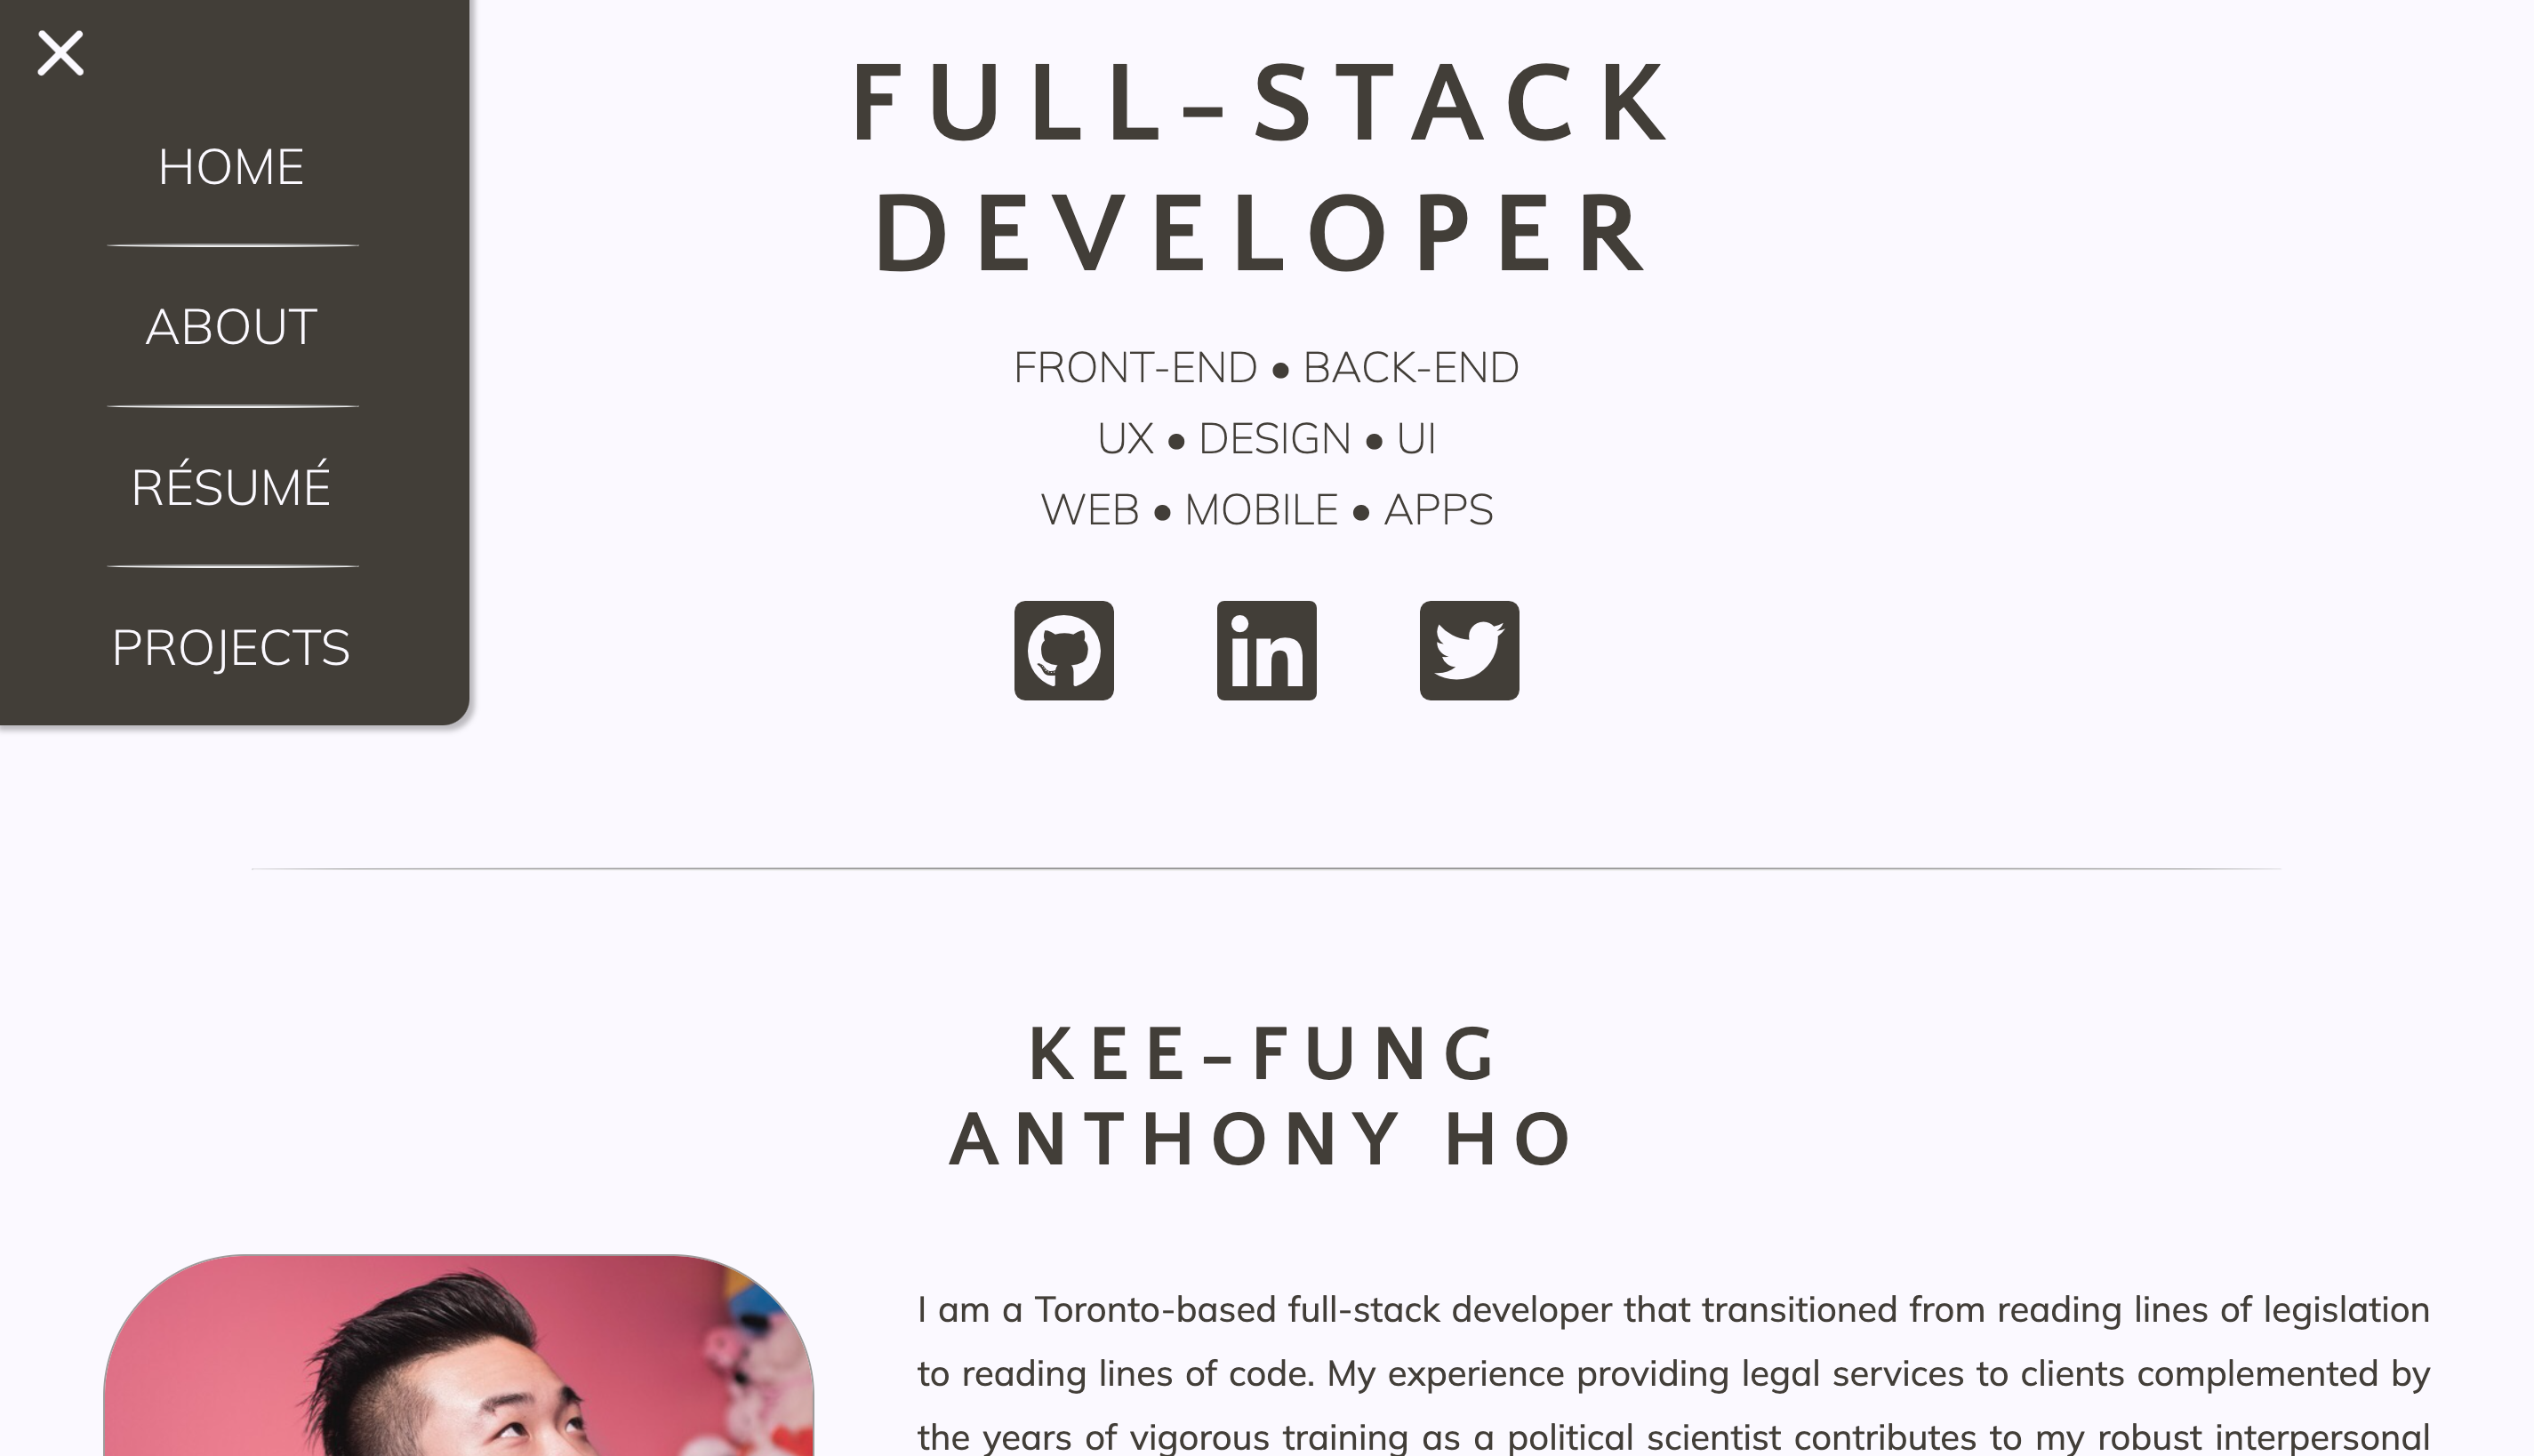 HOME
ABOUT
RÉSUMÉ
PROJECTS
FULL-STACK
DEVELOPER
FRONT-END • BACK-END
UX • DESIGN • UI
WEB • MOBILE • APPS
in
KEE-FUNG
ANTHONY HO
I am a Toronto-based full-stack developer that transitioned from reading lines of legislation
to reading lines of code. My experience providing legal services to clients complemented by
the years of vigorous training as a political scientist contributes to my robust interpersonal